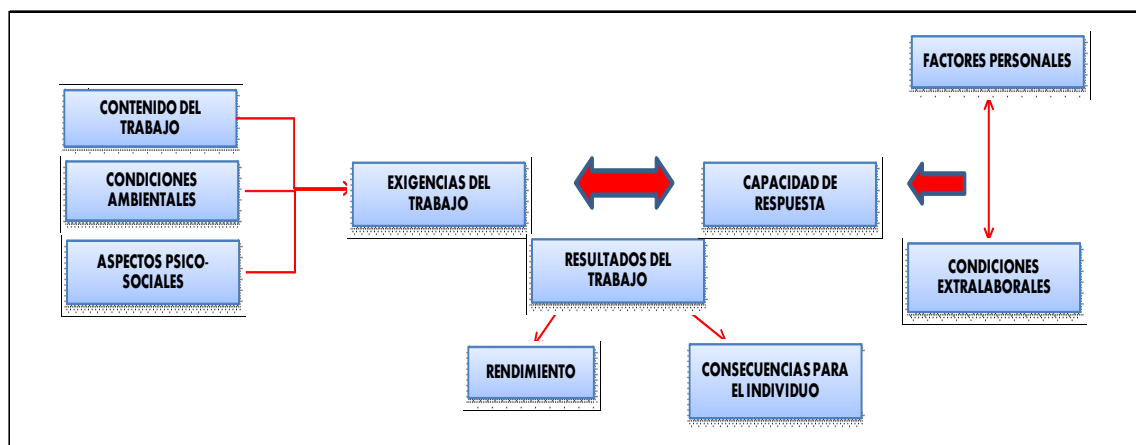 CONTENIDO DEL
TRABAJO
CONDICIONES
AMBIENTALES
ASPECTOS PSICO-
SOCIALES
EXIGENCIAS DEL
TRABAJO
RESULTADOS DEL
TRABAJO
RENDIMIENTO
CONSECUENCIAS PARA
EL INDIVIDUO
CAPACIDAD DE
RESPUESTA
FACTORES PERSONALES
CONDICIONES
EXTRALABORALES